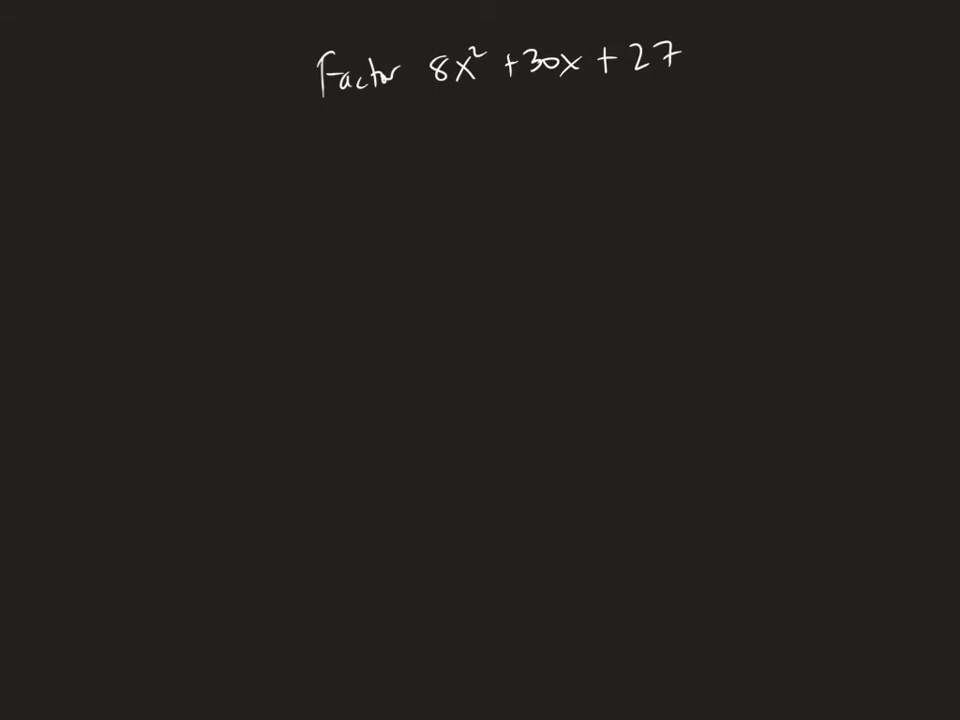 Factor 8x² + 30x + 27